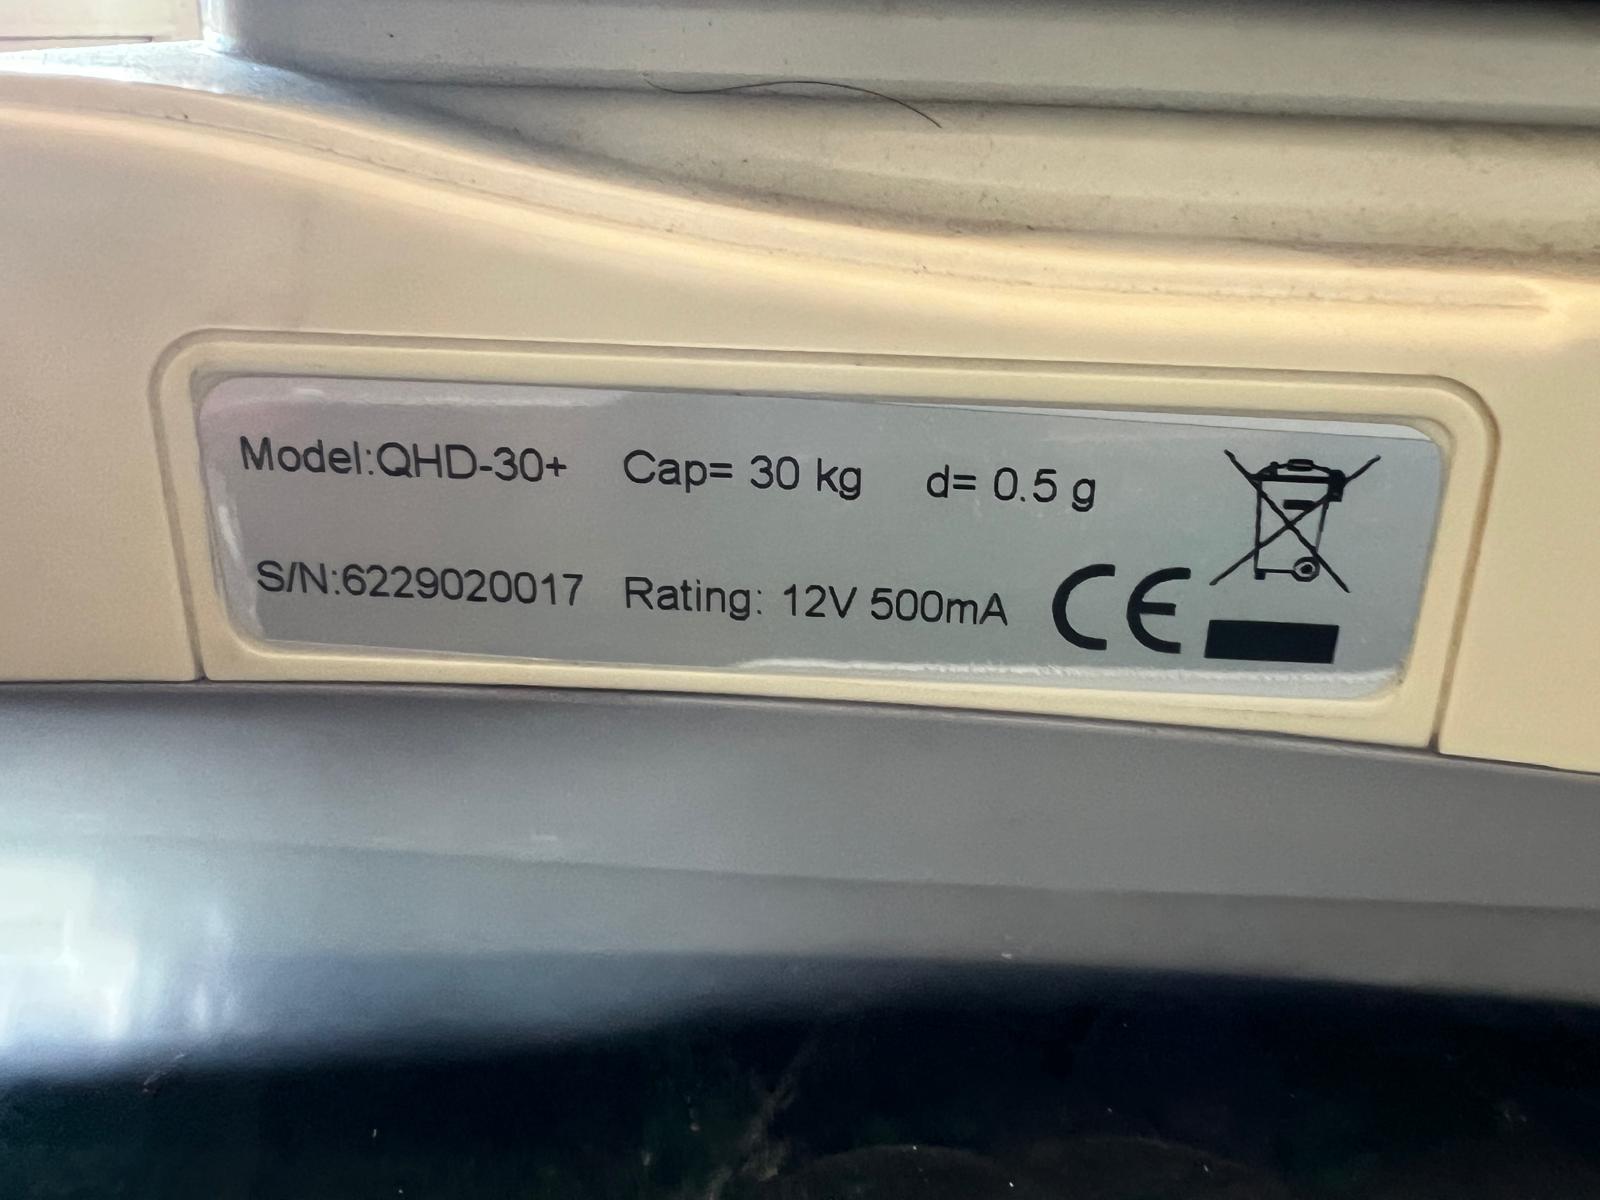 Model:QHD-30+ Cap= 30 kg d= 0.5 g
S/N:6229020017 Rating: 12V 500mA CE